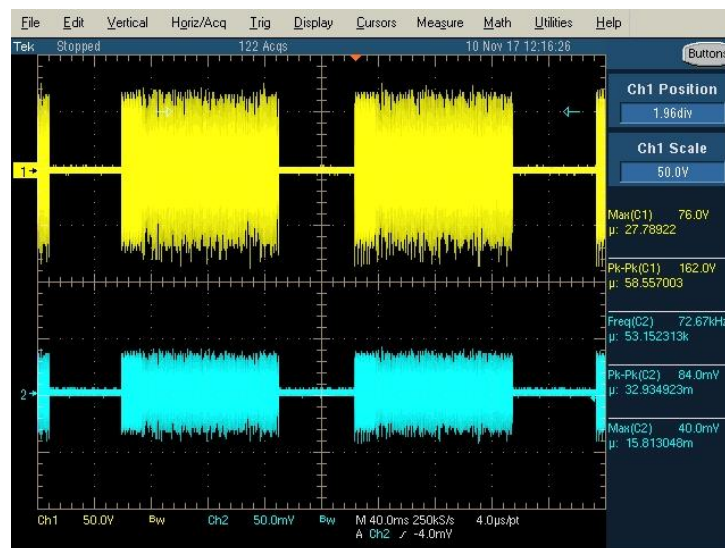 File Edit Vertical Horiz/Acq Trig Display Cursors Measure Math Utilities Help
Tek Stopped 122 Acqs 10 Nov 17 12:16:26
Buttons
Ch1 Position
1.96div
Ch1 Scale
50.0V
1
Max(C1) 76.0V
µ: 27.78922
Pk-Pk(C1) 162.0V
µ: 58.557003
Freq(C2) 72.67kHz
µ: 53.152313k
Pk-Pk(C2) 84.0mV
µ: 32.934923m
2
Max(C2) 40.0mV
µ: 15.813048m
Ch1 50.0V Bw Ch2 50.0mV Bw M 40.0ms 250kS/s 4.0µs/pt
A Ch2 -4.0mV